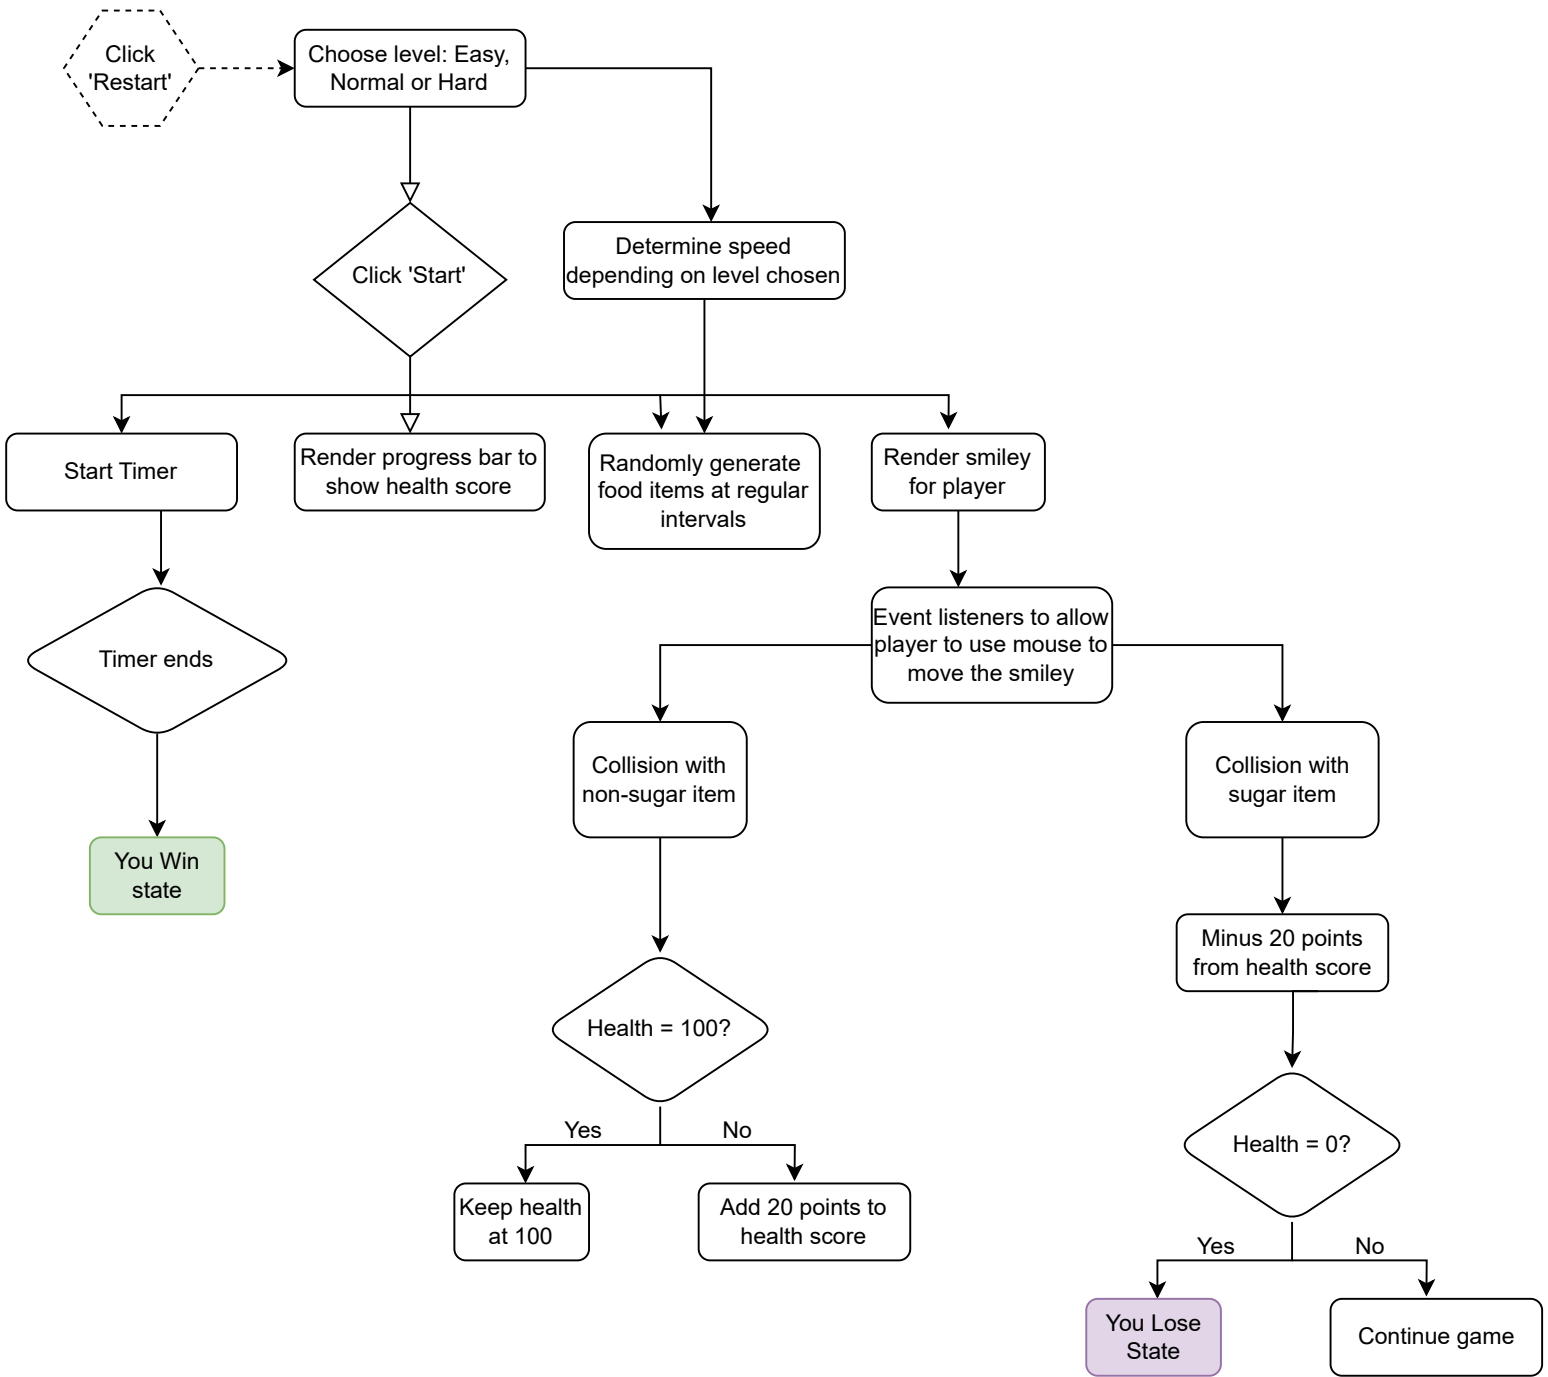 Click
'Restart'
Choose level: Easy,
Normal or Hard
Click 'Start'
Determine speed
depending on level chosen
Start Timer
Render progress bar to
show health score
Randomly generate
food items at regular
intervals
Render smiley
for player
Event listeners to allow
player to use mouse to
move the smiley
Timer ends
Collision with
non-sugar item
Collision with
sugar item
You Win
state
Minus 20 points
from health score
Health = 100?
Yes
No
Keep health
at 100
Add 20 points to
health score
Health = 0?
Yes
No
You Lose
State
Continue game